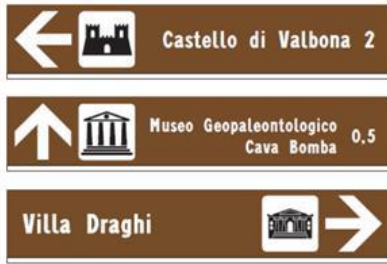 Castello di Valbona 2
Museo Geopaleontologico 0,5
Cava Bomba
Villa Draghi